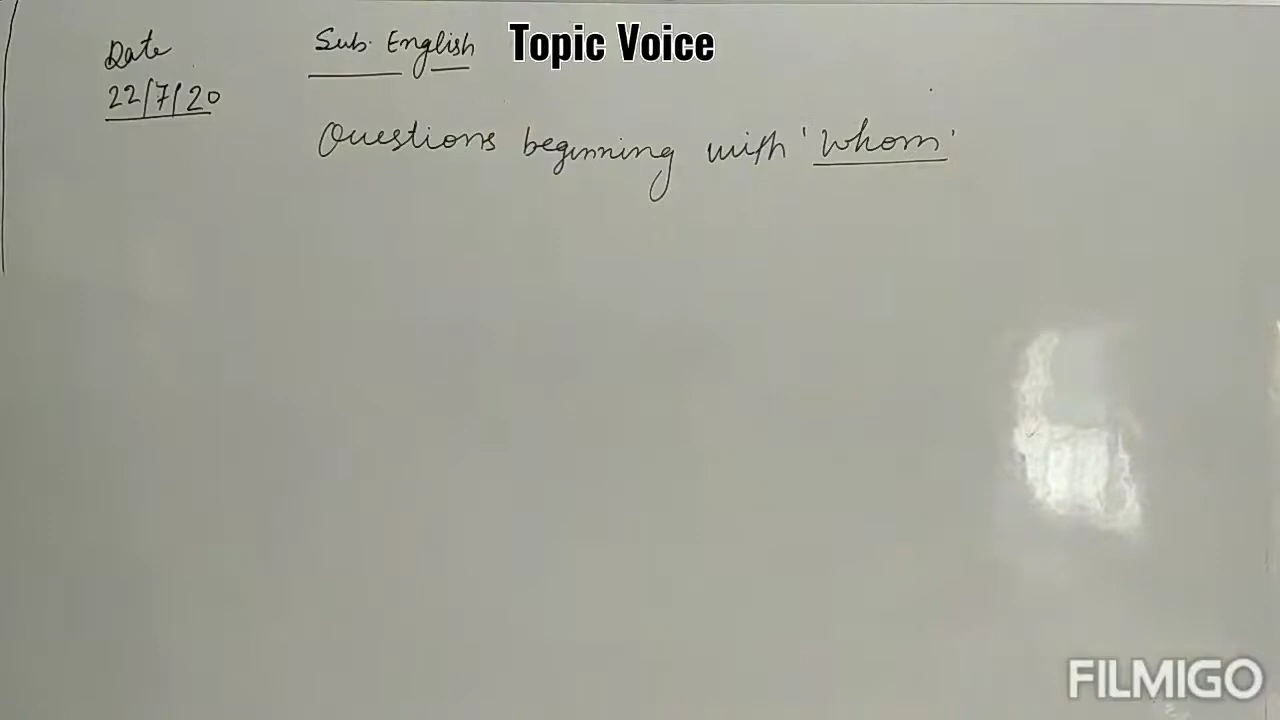 Date
22/7/20
Sub. English
Topic Voice
Questions beginning with 'Whom'
FILMIGO